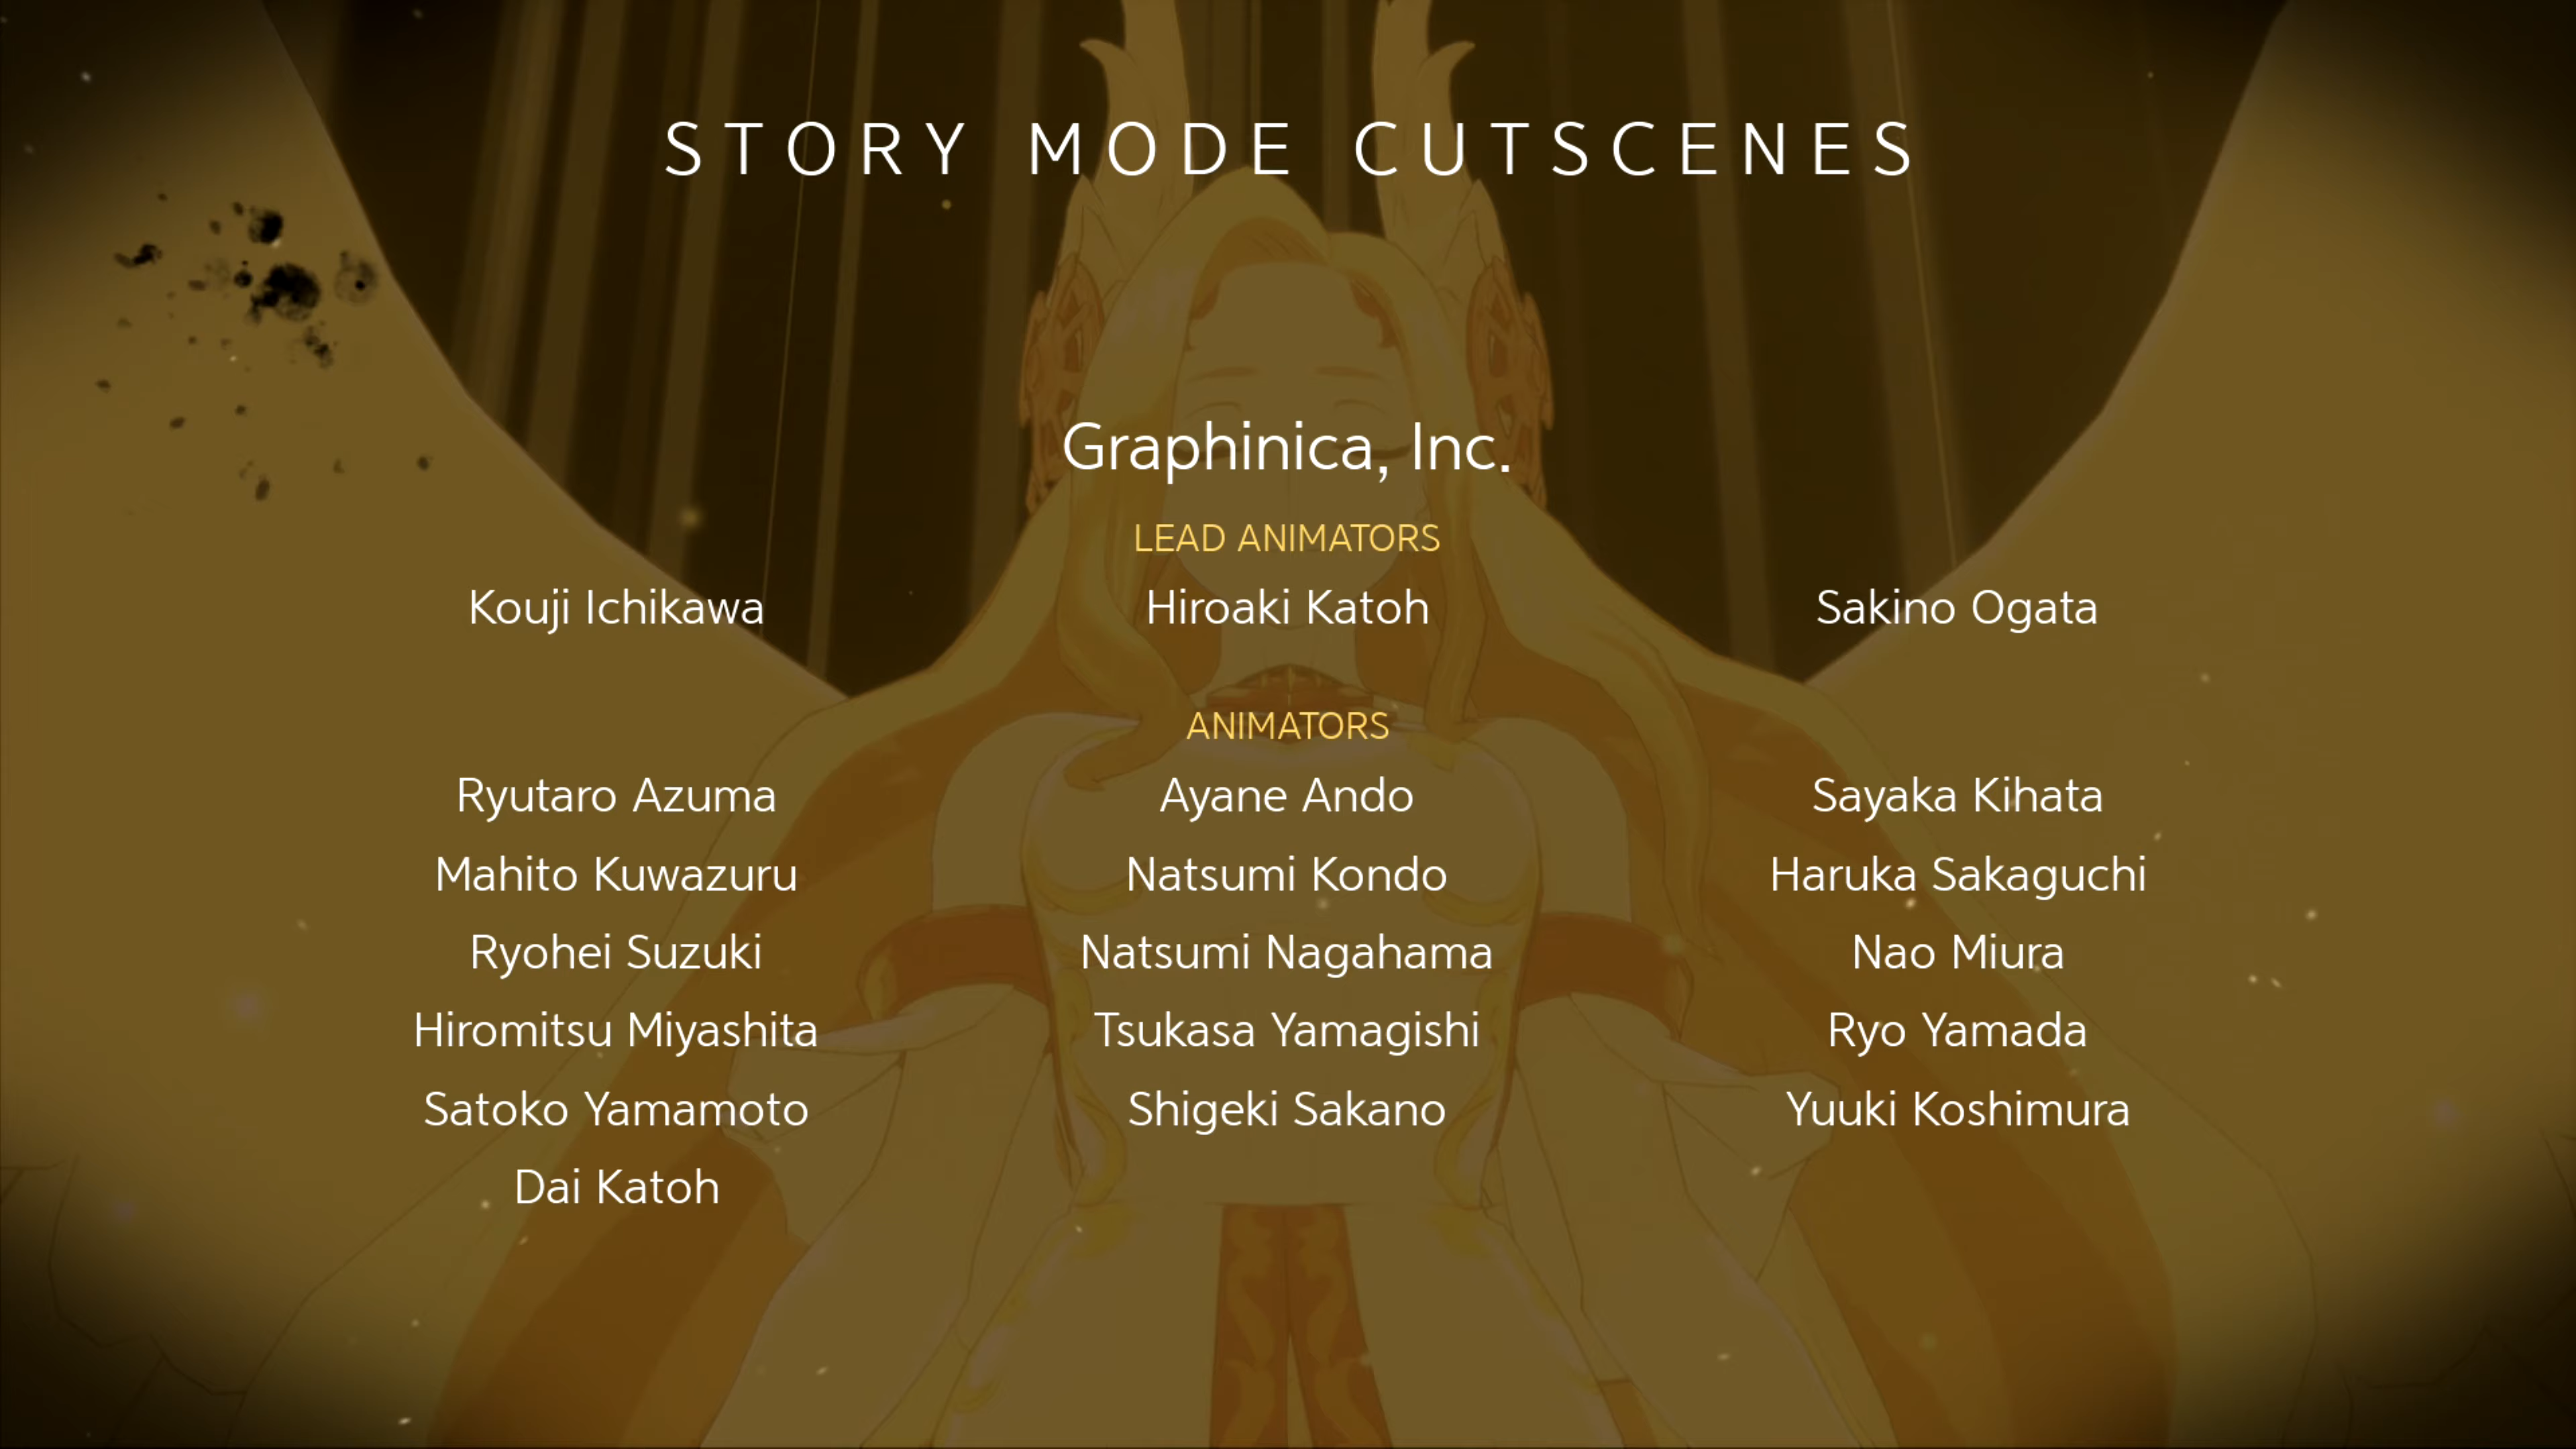 STORY MODE CUTSCENES
Graphinica, Inc.
LEAD ANIMATORS
Kouji Ichikawa Hiroaki Katoh Sakino Ogata
ANIMATORS
Ryutaro Azuma Ayane Ando Sayaka Kihata
Mahito Kuwazuru Natsumi Kondo Haruka Sakaguchi
Ryohei Suzuki Natsumi Nagahama Nao Miura
Hiromitsu Miyashita Tsukasa Yamagishi Ryo Yamada
Satoko Yamamoto Shigeki Sakano Yuuki Koshimura
Dai Katoh